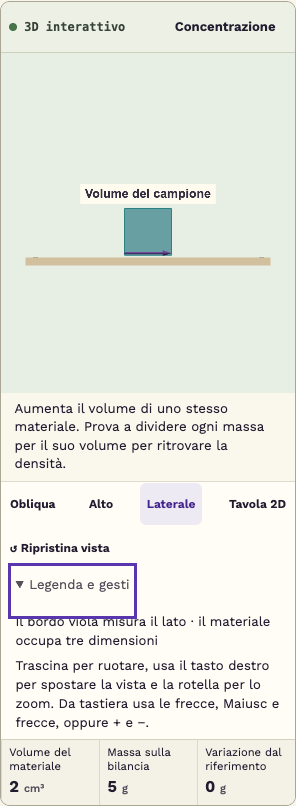 3D interattivo
Concentrazione
Volume del campione
Aumenta il volume di uno stesso
materiale. Prova a dividere ogni massa
per il suo volume per ritrovare la
densità.
Obliqua
Alto
Laterale
Tavola 2D
↺ Ripristina vista
▼ Legenda e gesti
Il bordo viola misura il lato · il materiale
occupa tre dimensioni
Trascina per ruotare, usa il tasto destro
per spostare la vista e la rotella per lo
zoom. Da tastiera usa le frecce, Maiusc e
frecce, oppure + e −.
Volume del
materiale
2 cm³
Massa sulla
bilancia
5 g
Variazione dal
riferimento
0 g